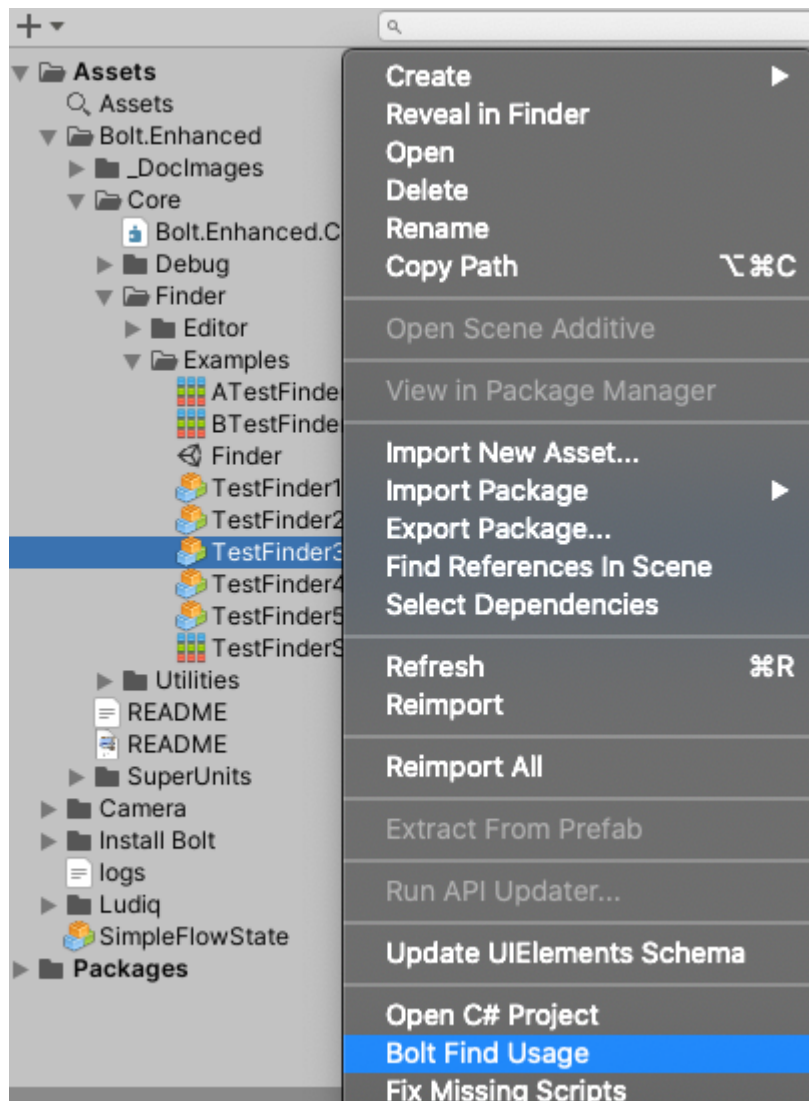 Assets
Assets
Bolt.Enhanced
_DocImages
Core
Bolt.Enhanced.C
Debug
Finder
Editor
Examples
ATestFinde
BTestFinde
Finder
TestFinder1
TestFinder2
TestFinder3
TestFinder4
TestFinder5
TestFinderS
Utilities
README
README
SuperUnits
Camera
Install Bolt
logs
Ludiq
SimpleFlowState
Packages
Create
Reveal in Finder
Open
Delete
Rename
Copy Path ⌥⌘C
Open Scene Additive
View in Package Manager
Import New Asset...
Import Package
Export Package...
Find References In Scene
Select Dependencies
Refresh ⌘R
Reimport
Reimport All
Extract From Prefab
Run API Updater...
Update UIElements Schema
Open C# Project
Bolt Find Usage
Fix Missing Scripts